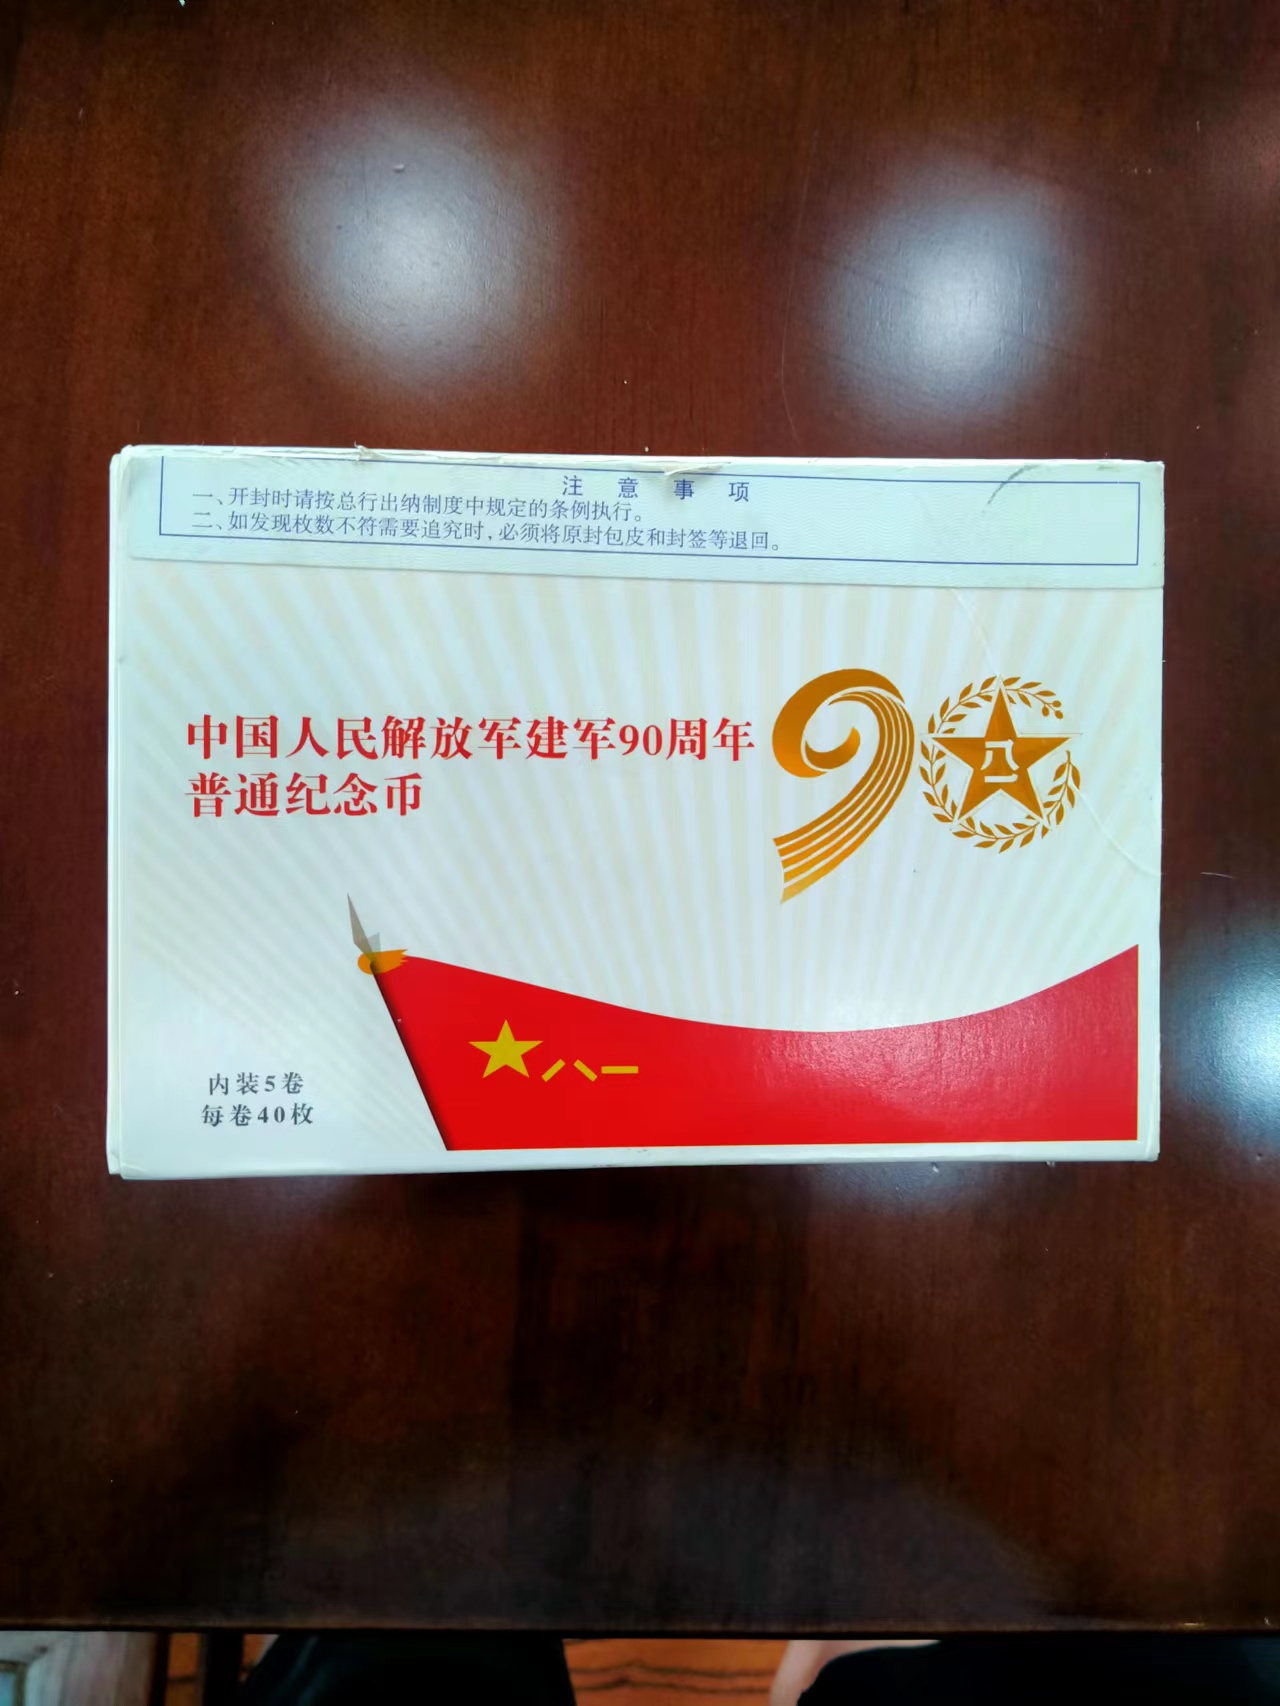 注意事项
一、开封时请按总行出纳制度中规定的条例执行。
二、如发现枚数不符需要追究时,必须将原封包皮和封签等退回。
中国人民解放军建军90周年
普通纪念币
90
八一
八一
内装5卷
每卷40枚